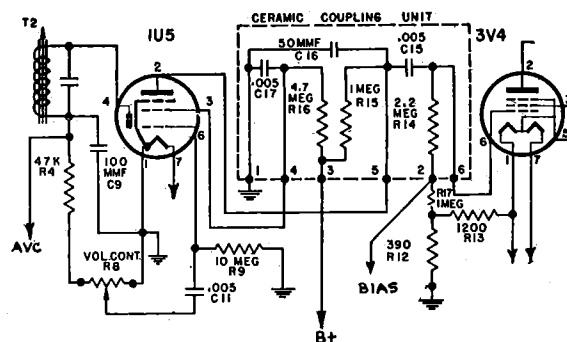 CERAMIC COUPLING UNIT
T2
1U5
3V4
50MMF
C16
.005
C15
.005
C17
4.7
MEG
R16
1MEG
R15
2.2
MEG
R14
2
4
3
6
1
7
2
6
5
1
7
47K
R4
100
MMF
C9
1
4
3
5
2
6
R17
1MEG
1200
R13
390
R12
AVC
VOL.CONT.
R8
10 MEG
R9
.005
C11
BIAS
B+